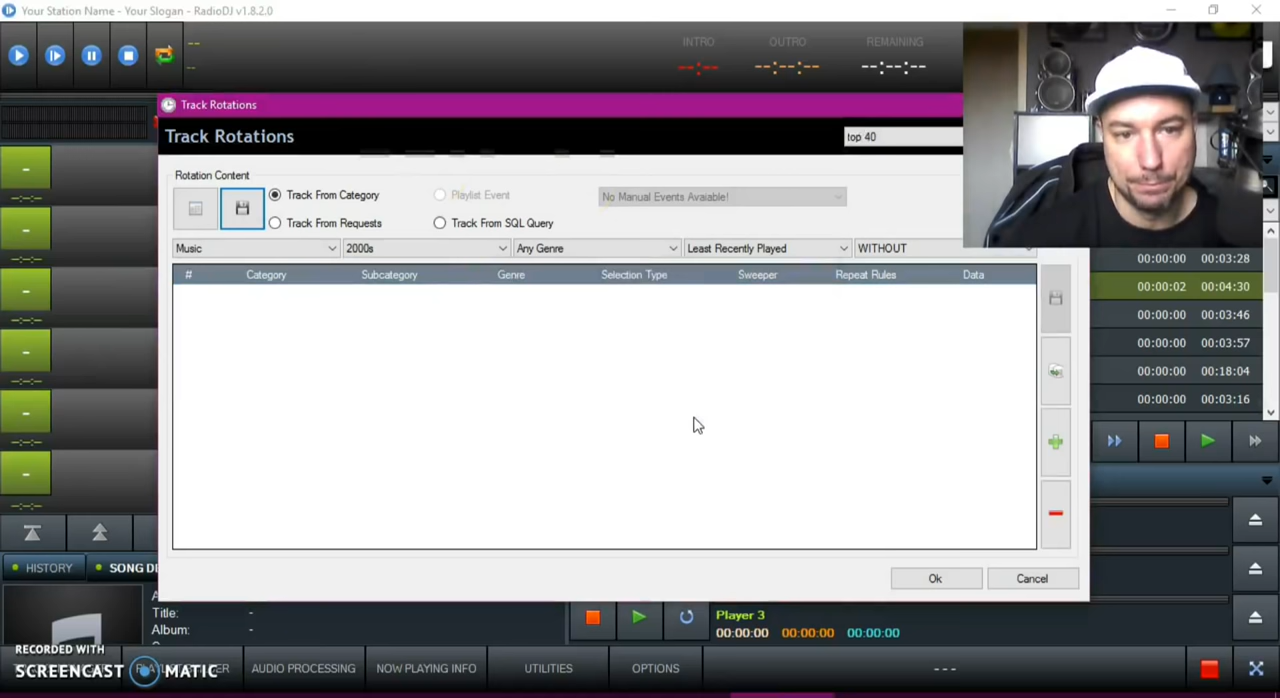 Your Station Name - Your Slogan - RadioDJ v1.8.2.0
--
--
INTRO
OUTRO
REMAINING
--:--
--:--:--
--:--:--
Track Rotations
Track Rotations
top 40
Rotation Content
Track From Category
Playlist Event
No Manual Events Avaiable!
Track From Requests
Track From SQL Query
Music
2000s
Any Genre
Least Recently Played
WITHOUT
#
Category
Subcategory
Genre
Selection Type
Sweeper
Repeat Rules
Data
00:00:00 00:03:28
00:00:02 00:04:30
00:00:00 00:03:46
00:00:00 00:03:57
00:00:00 00:18:04
00:00:00 00:03:16
Ok
Cancel
HISTORY
SONG DE
Title: -
Album: -
Player 3
00:00:00 00:00:00 00:00:00
RECORDED WITH
SCREENCAST MATIC
AUDIO PROCESSING
NOW PLAYING INFO
UTILITIES
OPTIONS
---